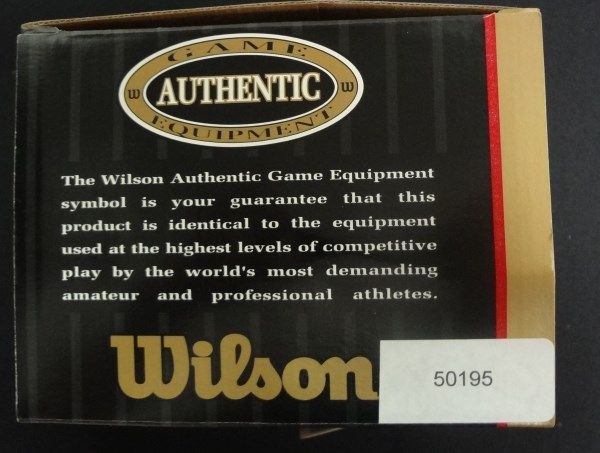 GAME
W AUTHENTIC W
EQUIPMENT
The Wilson Authentic Game Equipment
symbol is your guarantee that this
product is identical to the equipment
used at the highest levels of competitive
play by the world's most demanding
amateur and professional athletes.
Wilson
50195